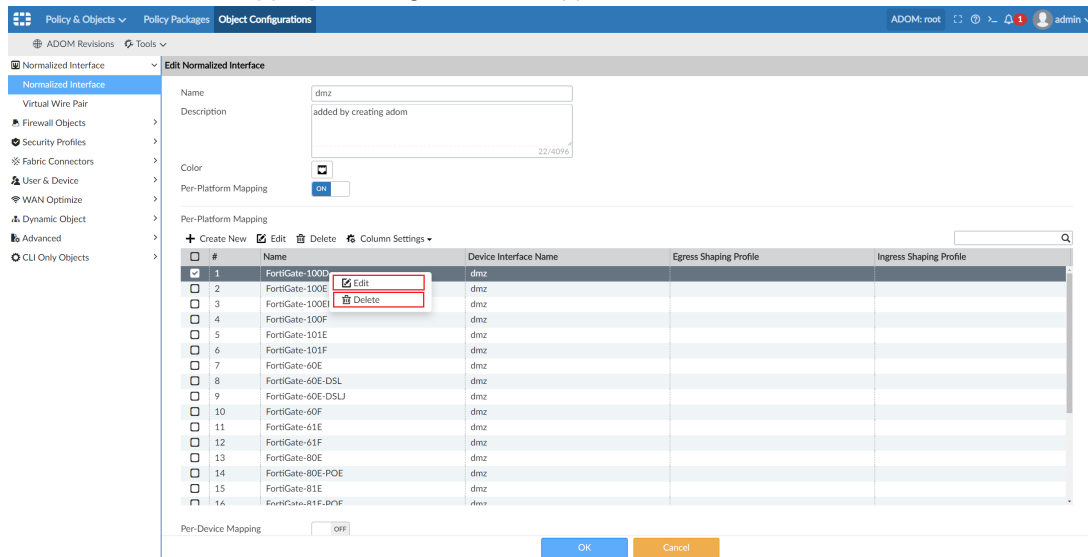 Policy & Objects Policy Packages Object Configurations ADOM: root 1 admin
ADOM Revisions Tools
Normalized Interface
Normalized Interface
Virtual Wire Pair
Firewall Objects
Security Profiles
Fabric Connectors
User & Device
WAN Optimize
Dynamic Object
Advanced
CLI Only Objects
Edit Normalized Interface
Name dmz
Description added by creating adom
22/4096
Color
Per-Platform Mapping ON
Per-Platform Mapping
Create New Edit Delete Column Settings
# Name Device Interface Name Egress Shaping Profile Ingress Shaping Profile
1 FortiGate-100D dmz
Edit
2 FortiGate-100E dmz
Delete
3 dmz
4 FortiGate-100F dmz
5 FortiGate-101E dmz
6 FortiGate-101F dmz
7 FortiGate-60E dmz
8 FortiGate-60E-DSL dmz
9 FortiGate-60E-DSLJ dmz
10 FortiGate-60F dmz
11 FortiGate-61E dmz
12 FortiGate-61F dmz
13 FortiGate-80E dmz
14 FortiGate-80E-POE dmz
15 FortiGate-81E dmz
16 FortiGate-81E-POE dmz
Per-Device Mapping OFF
OK Cancel